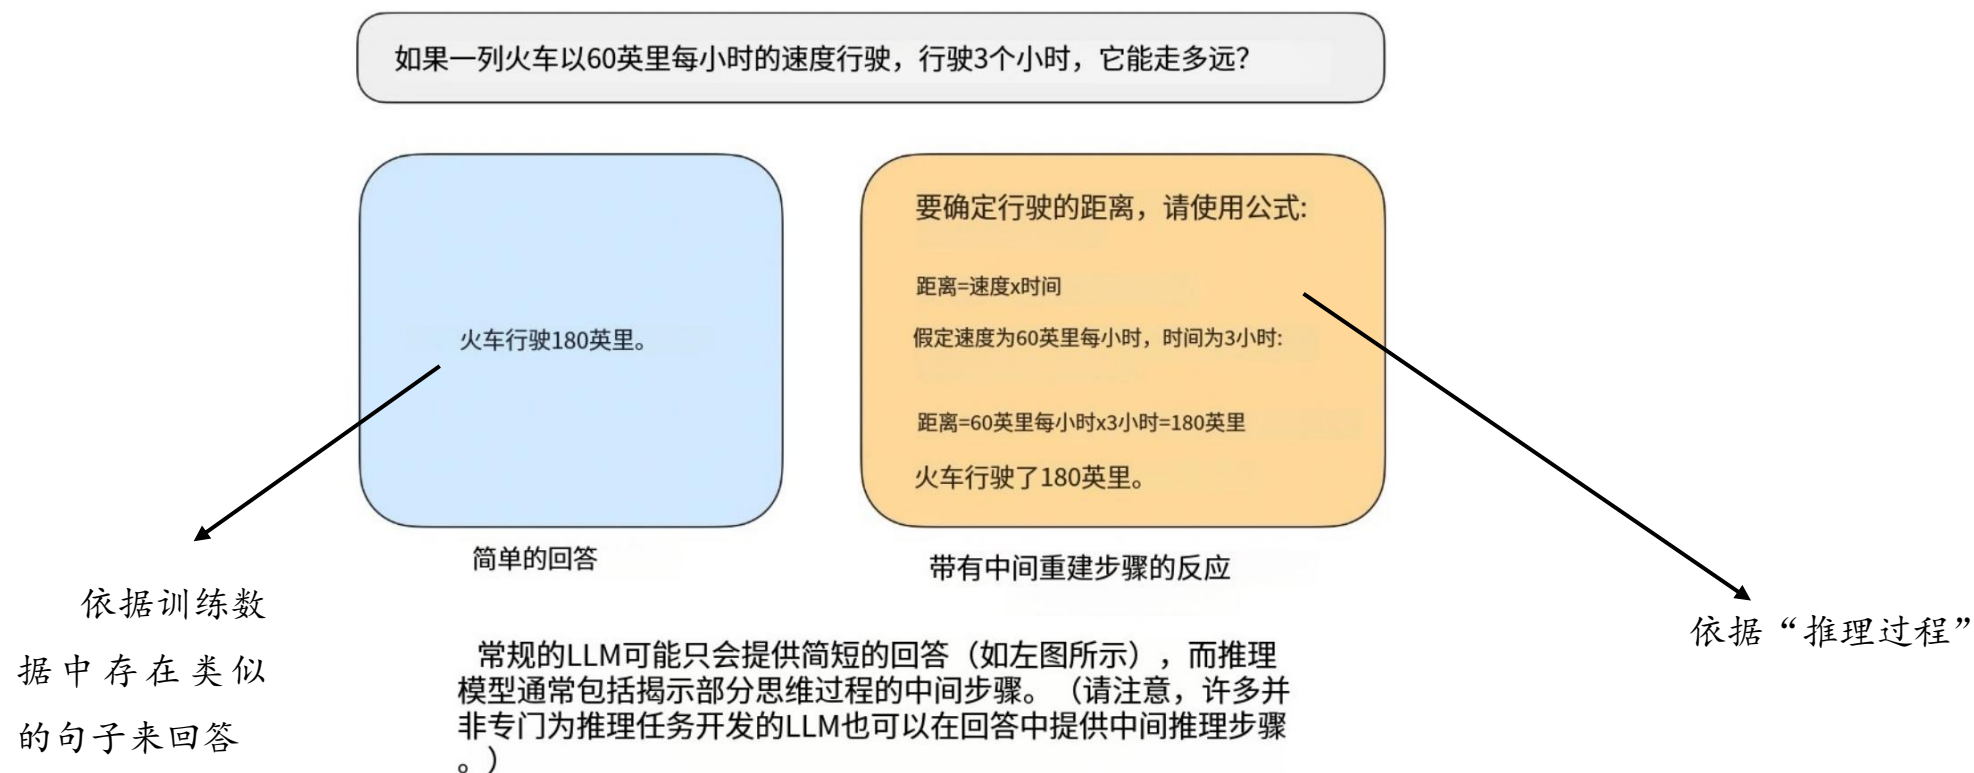 如果一列火车以60英里每小时的速度行驶，行驶3个小时，它能走多远？
火车行驶180英里。
要确定行驶的距离，请使用公式:
距离=速度x时间
假定速度为60英里每小时，时间为3小时:
距离=60英里每小时x3小时=180英里
火车行驶了180英里。
简单的回答
带有中间重建步骤的反应
依据训练数
据中存在类似
的句子来回答
依据“推理过程”
常规的LLM可能只会提供简短的回答（如左图所示），而推理
模型通常包括揭示部分思维过程的中间步骤。（请注意，许多并
非专门为推理任务开发的LLM也可以在回答中提供中间推理步骤
。）